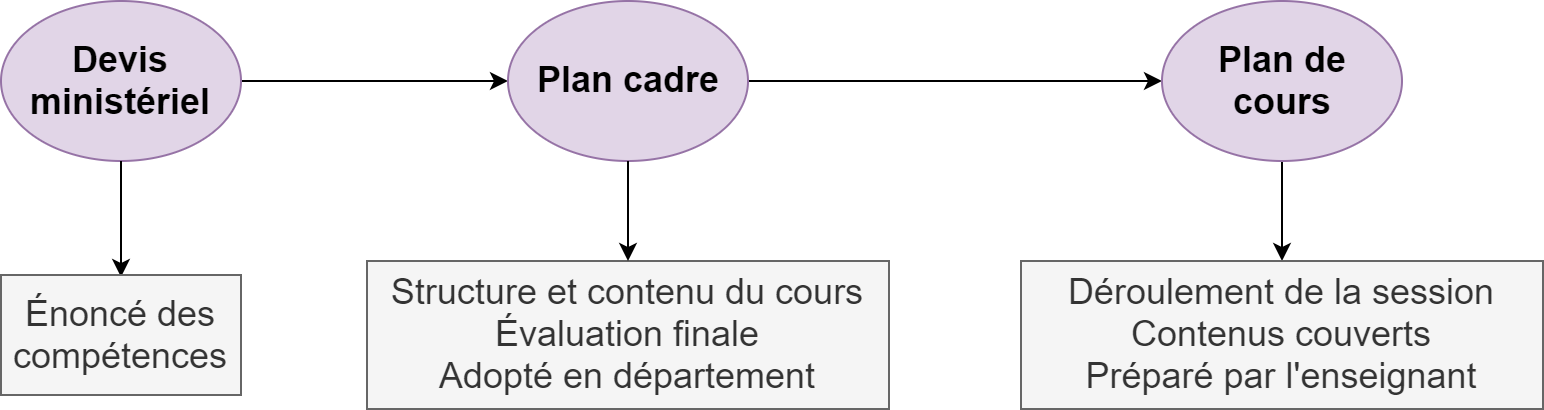 Devis
ministériel
Plan cadre
Plan de
cours
Énoncé des
compétences
Structure et contenu du cours
Évaluation finale
Adopté en département
Déroulement de la session
Contenus couverts
Préparé par l'enseignant